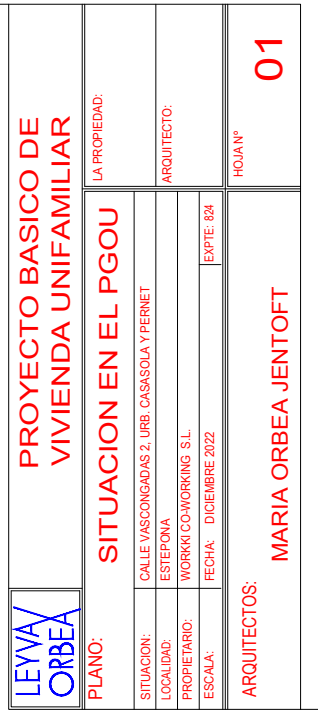 LEYVA/
ORBEA/
PROYECTO BASICO DE
VIVIENDA UNIFAMILIAR
PLANO:
SITUACION EN EL PGOU
LA PROPIEDAD:
SITUACION: CALLE VASCONGADAS 2, URB. CASASOLA Y PERNET
LOCALIDAD: ESTEPONA
ARQUITECTO:
PROPIETARIO: WORKKI CO-WORKING S.L.
ESCALA: FECHA: DICIEMBRE 2022 EXPTE: 824
ARQUITECTOS:
MARIA ORBEA JENTOFT
HOJA Nº
01